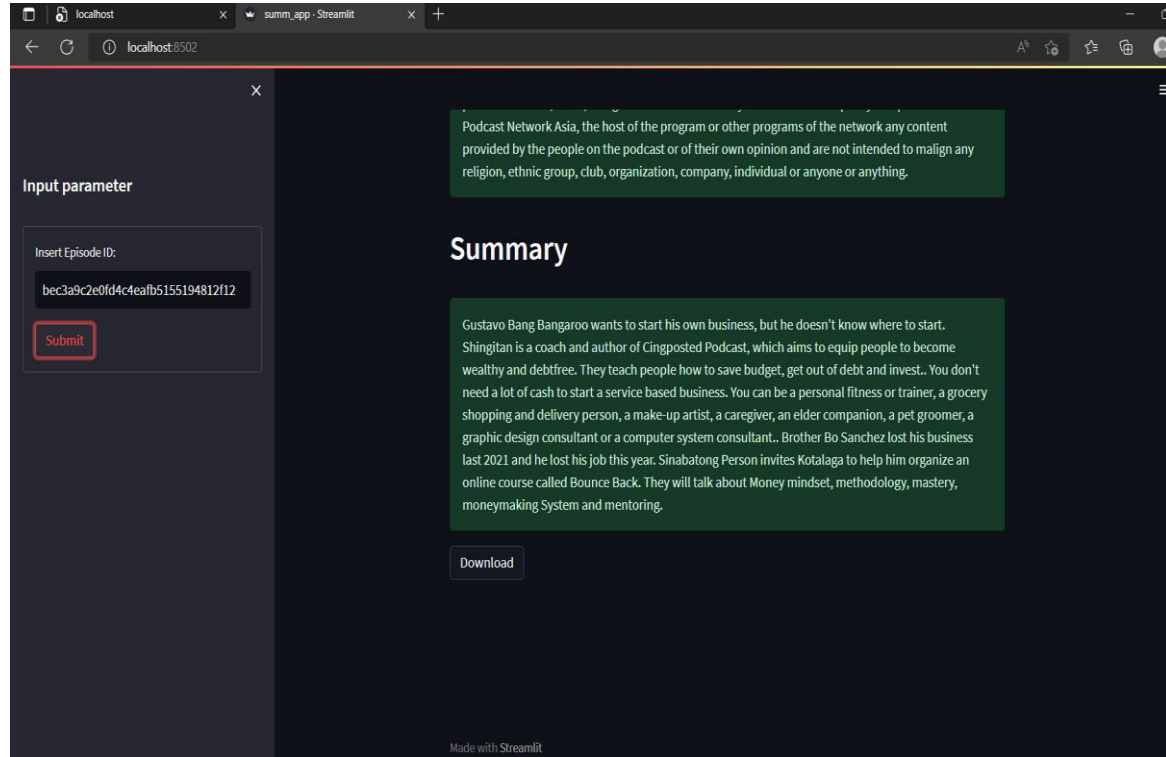 localhost
summ_app · Streamlit
localhost:8502
Podcast Network Asia, the host of the program or other programs of the network any content
provided by the people on the podcast or of their own opinion and are not intended to malign any
religion, ethnic group, club, organization, company, individual or anyone or anything.
Input parameter
Insert Episode ID:
bec3a9c2e0fd4c4eafb5155194812f12
Submit
Summary
Gustavo Bang Bangaroo wants to start his own business, but he doesn't know where to start.
Shingitan is a coach and author of Cingposted Podcast, which aims to equip people to become
wealthy and debtfree. They teach people how to save budget, get out of debt and invest.. You don't
need a lot of cash to start a service based business. You can be a personal fitness or trainer, a grocery
shopping and delivery person, a make-up artist, a caregiver, an elder companion, a pet groomer, a
graphic design consultant or a computer system consultant.. Brother Bo Sanchez lost his business
last 2021 and he lost his job this year. Sinabatong Person invites Kotalaga to help him organize an
online course called Bounce Back. They will talk about Money mindset, methodology, mastery,
moneymaking System and mentoring.
Download
Made with Streamlit